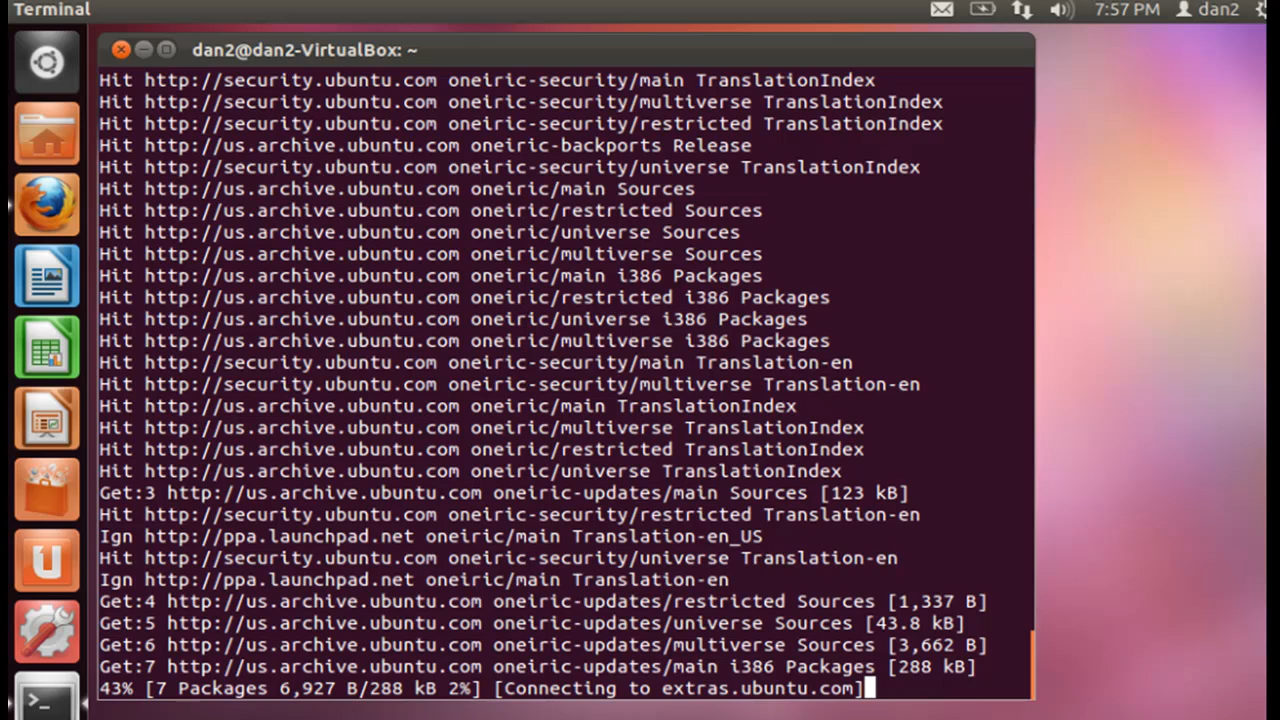 Terminal
7:57 PM dan2
dan2@dan2-VirtualBox: ~
Hit http://security.ubuntu.com oneiric-security/main TranslationIndex
Hit http://security.ubuntu.com oneiric-security/multiverse TranslationIndex
Hit http://security.ubuntu.com oneiric-security/restricted TranslationIndex
Hit http://us.archive.ubuntu.com oneiric-backports Release
Hit http://security.ubuntu.com oneiric-security/universe TranslationIndex
Hit http://us.archive.ubuntu.com oneiric/main Sources
Hit http://us.archive.ubuntu.com oneiric/restricted Sources
Hit http://us.archive.ubuntu.com oneiric/universe Sources
Hit http://us.archive.ubuntu.com oneiric/multiverse Sources
Hit http://us.archive.ubuntu.com oneiric/main i386 Packages
Hit http://us.archive.ubuntu.com oneiric/restricted i386 Packages
Hit http://us.archive.ubuntu.com oneiric/universe i386 Packages
Hit http://us.archive.ubuntu.com oneiric/multiverse i386 Packages
Hit http://security.ubuntu.com oneiric-security/main Translation-en
Hit http://security.ubuntu.com oneiric-security/multiverse Translation-en
Hit http://us.archive.ubuntu.com oneiric/main TranslationIndex
Hit http://us.archive.ubuntu.com oneiric/multiverse TranslationIndex
Hit http://us.archive.ubuntu.com oneiric/restricted TranslationIndex
Hit http://us.archive.ubuntu.com oneiric/universe TranslationIndex
Get:3 http://us.archive.ubuntu.com oneiric-updates/main Sources [123 kB]
Hit http://security.ubuntu.com oneiric-security/restricted Translation-en
Ign http://ppa.launchpad.net oneiric/main Translation-en_US
Hit http://security.ubuntu.com oneiric-security/universe Translation-en
Ign http://ppa.launchpad.net oneiric/main Translation-en
Get:4 http://us.archive.ubuntu.com oneiric-updates/restricted Sources [1,337 B]
Get:5 http://us.archive.ubuntu.com oneiric-updates/universe Sources [43.8 kB]
Get:6 http://us.archive.ubuntu.com oneiric-updates/multiverse Sources [3,662 B]
Get:7 http://us.archive.ubuntu.com oneiric-updates/main i386 Packages [288 kB]
43% [7 Packages 6,927 B/288 kB 2%] [Connecting to extras.ubuntu.com]